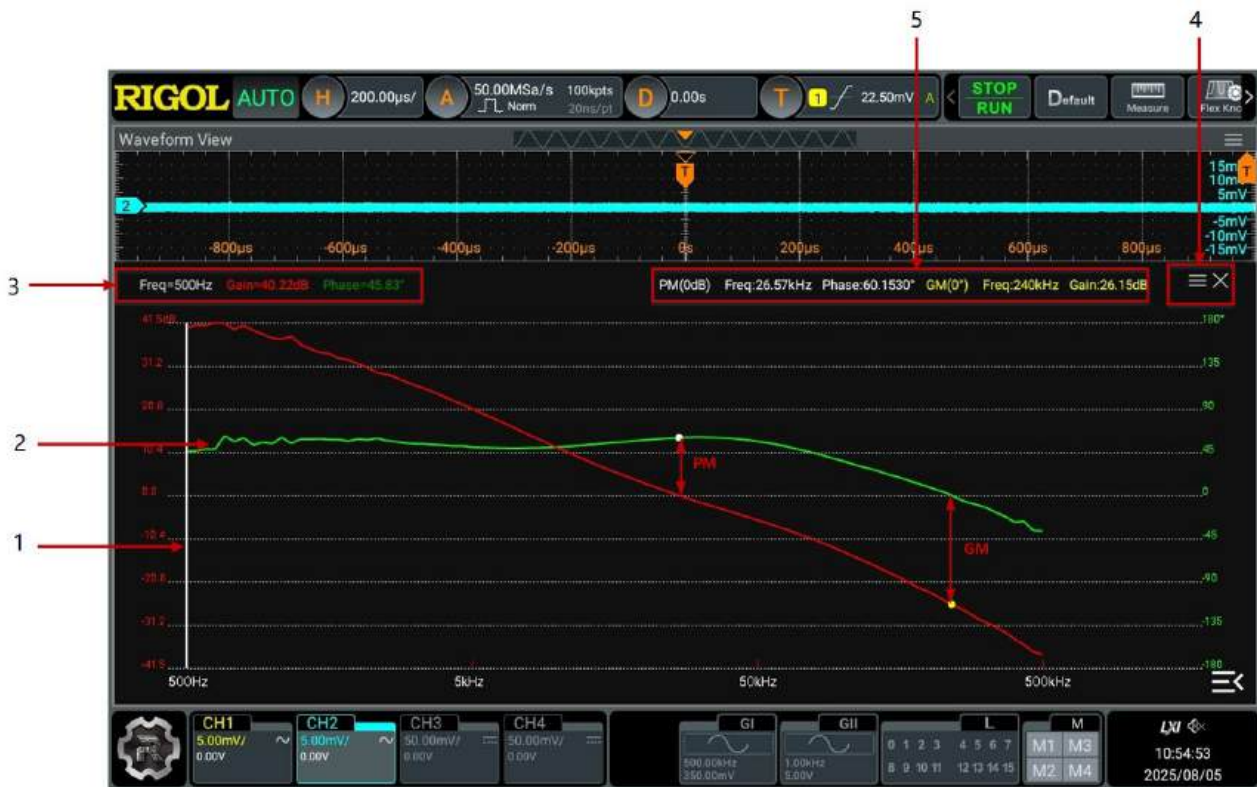 5 4
RIGOL AUTO H 200.00μs/ A 50.00MSa/s 100kpts D 0.00s T 1 22.50mV A STOP Default
Norm 20ns/pt RUN Measure Flex Kno
Waveform View
T
15m T
10m
5mV
2
-5mV
-10mV
-800μs -400μs -200μs 0s 200μs 400μs 600μs 800μs -15mV
3 Freq=500Hz Gain=40.22dB Phase=45.83° PM(0dB) Freq:26.57kHz Phase:60.1530° GM(0°) Freq:240kHz Gain:26.15dB
41.5dB 180°
31.2 135
20.8 90
2
10.4 45
PM
0.0 0
1 -10.4 -45
GM
-20.8 -90
-31.2 -135
-41.5 -180
500Hz 5kHz 50kHz 500kHz
CH1 CH2 CH3 CH4 GI GII L M LXI
5.00mV/ 5.00mV/ 50.00mV/ 50.00mV/
0.00V 0.00V 0.00V 0.00V
0 1 2 3 4 5 6 7 M1 M3
500.00kHz 1.00kHz 10:54:53
350.00mV 5.00V 8 9 10 11 12 13 14 15 M2 M4
2025/08/05